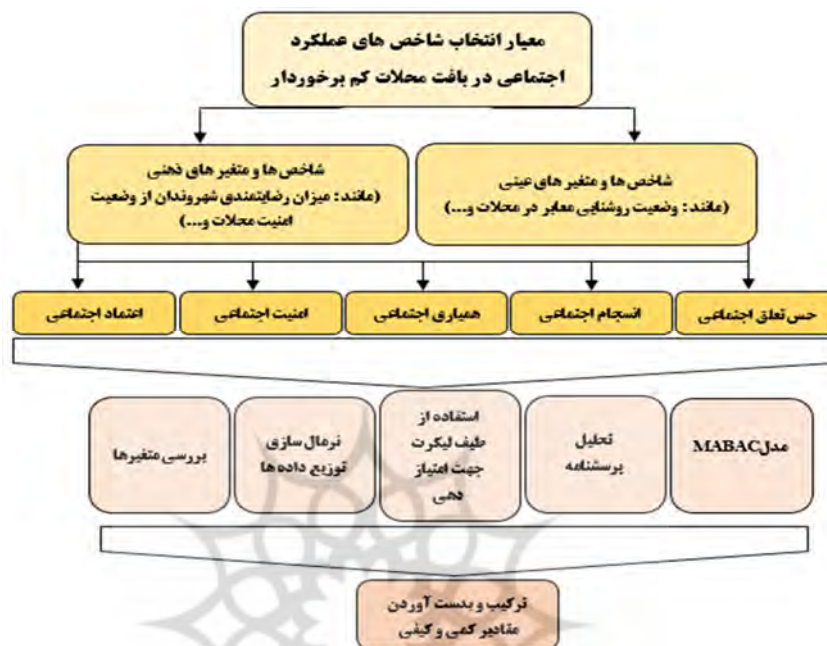 معیار انتخاب شاخص های عملکرد
اجتماعی در بافت محلات کم برخوردار
شاخص ها و متغیر های عینی
(مانند: وضعیت روشنایی معابر در محلات و...)
شاخص ها و متغیر های ذهنی
(مانند: میزان رضایتمندی شهروندان از وضعیت
امنیت محلات و...)
حس تعلق اجتماعی
انسجام اجتماعی
همیاری اجتماعی
امنیت اجتماعی
اعتماد اجتماعی
مدل MABAC
تحلیل
پرسشنامه
استفاده از
طیف لیکرت
جهت امتیاز
دهی
نرمال سازی
توزیع داده ها
بررسی متغیرها
ترکیب و بدست آوردن
مقادیر کمی و کیفی